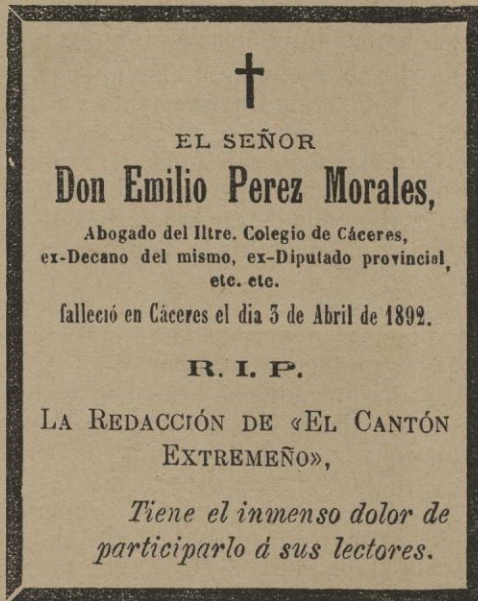 EL SEÑOR
Don Emilio Perez Morales,
Abogado del Iltre. Colegio de Cáceres,
ex-Decano del mismo, ex-Diputado provincial,
etc. etc.
falleció en Cáceres el dia 3 de Abril de 1892.
R. I. P.
LA REDACCIÓN DE «EL CANTÓN
EXTREMEÑO»,
Tiene el inmenso dolor de
participarlo á sus lectores.